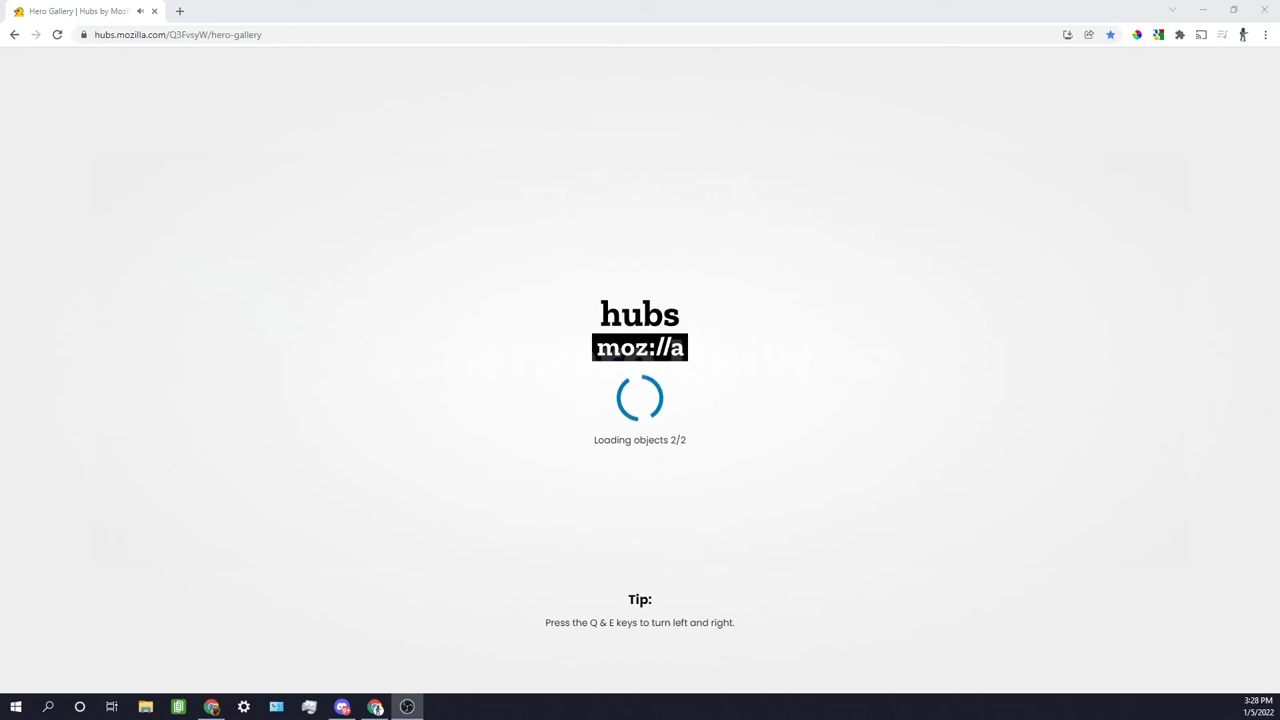 Hero Gallery | Hubs by Moz
hubs.mozilla.com/Q3FvsyW/hero-gallery
hubs
moz://a
Loading objects 2/2
Tip:
Press the Q & E keys to turn left and right.
3:28 PM
1/5/2022